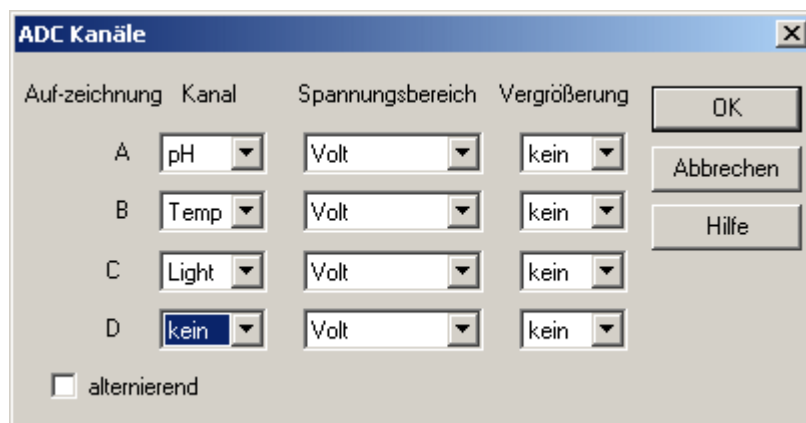 ADC Kanäle
Auf-zeichnung Kanal Spannungsbereich Vergrößerung
OK
A pH Volt kein
Abbrechen
B Temp Volt kein
Hilfe
C Light Volt kein
D kein Volt kein
alternierend